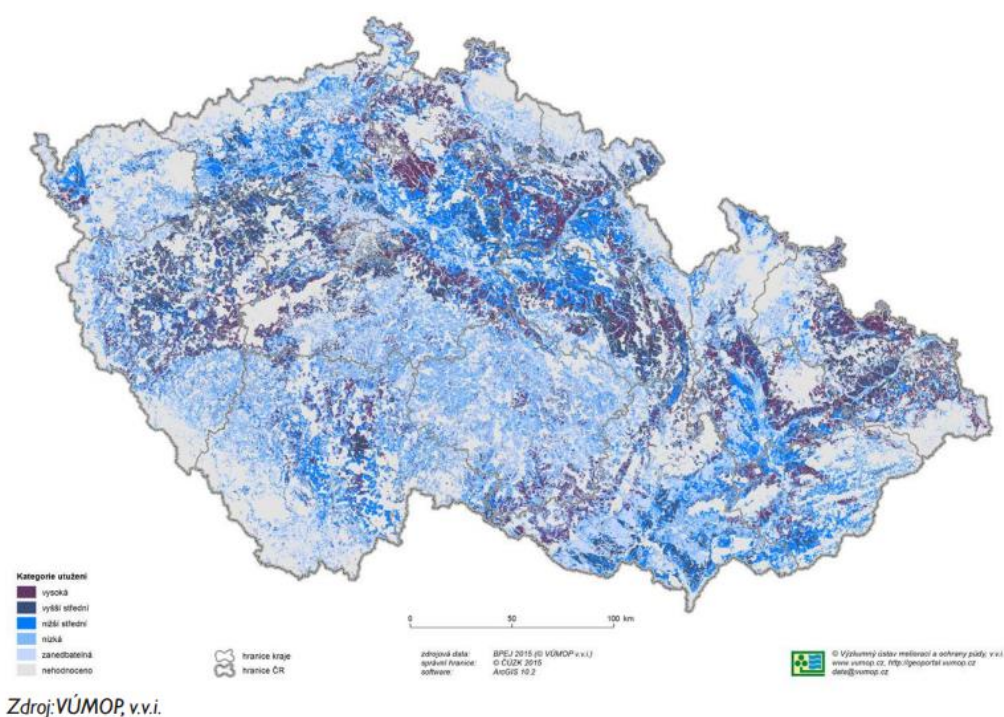 Kategorie utužení
vysoká
vyšší střední
nižší střední
nízká
zanedbatelná
nehodnoceno
hranice kraje
hranice ČR
0 50 100 km
zdrojová data: BPEJ 2015 (© VÚMOP v.v.i.)
správní hranice: © ČÚZK 2015
software: ArcGIS 10.2
© Výzkumný ústav meliorací a ochrany půdy, v.v.i.
www.vumop.cz, http://geoportal.vumop.cz
data@vumop.cz
Zdroj: VÚMOP, v.v.i.